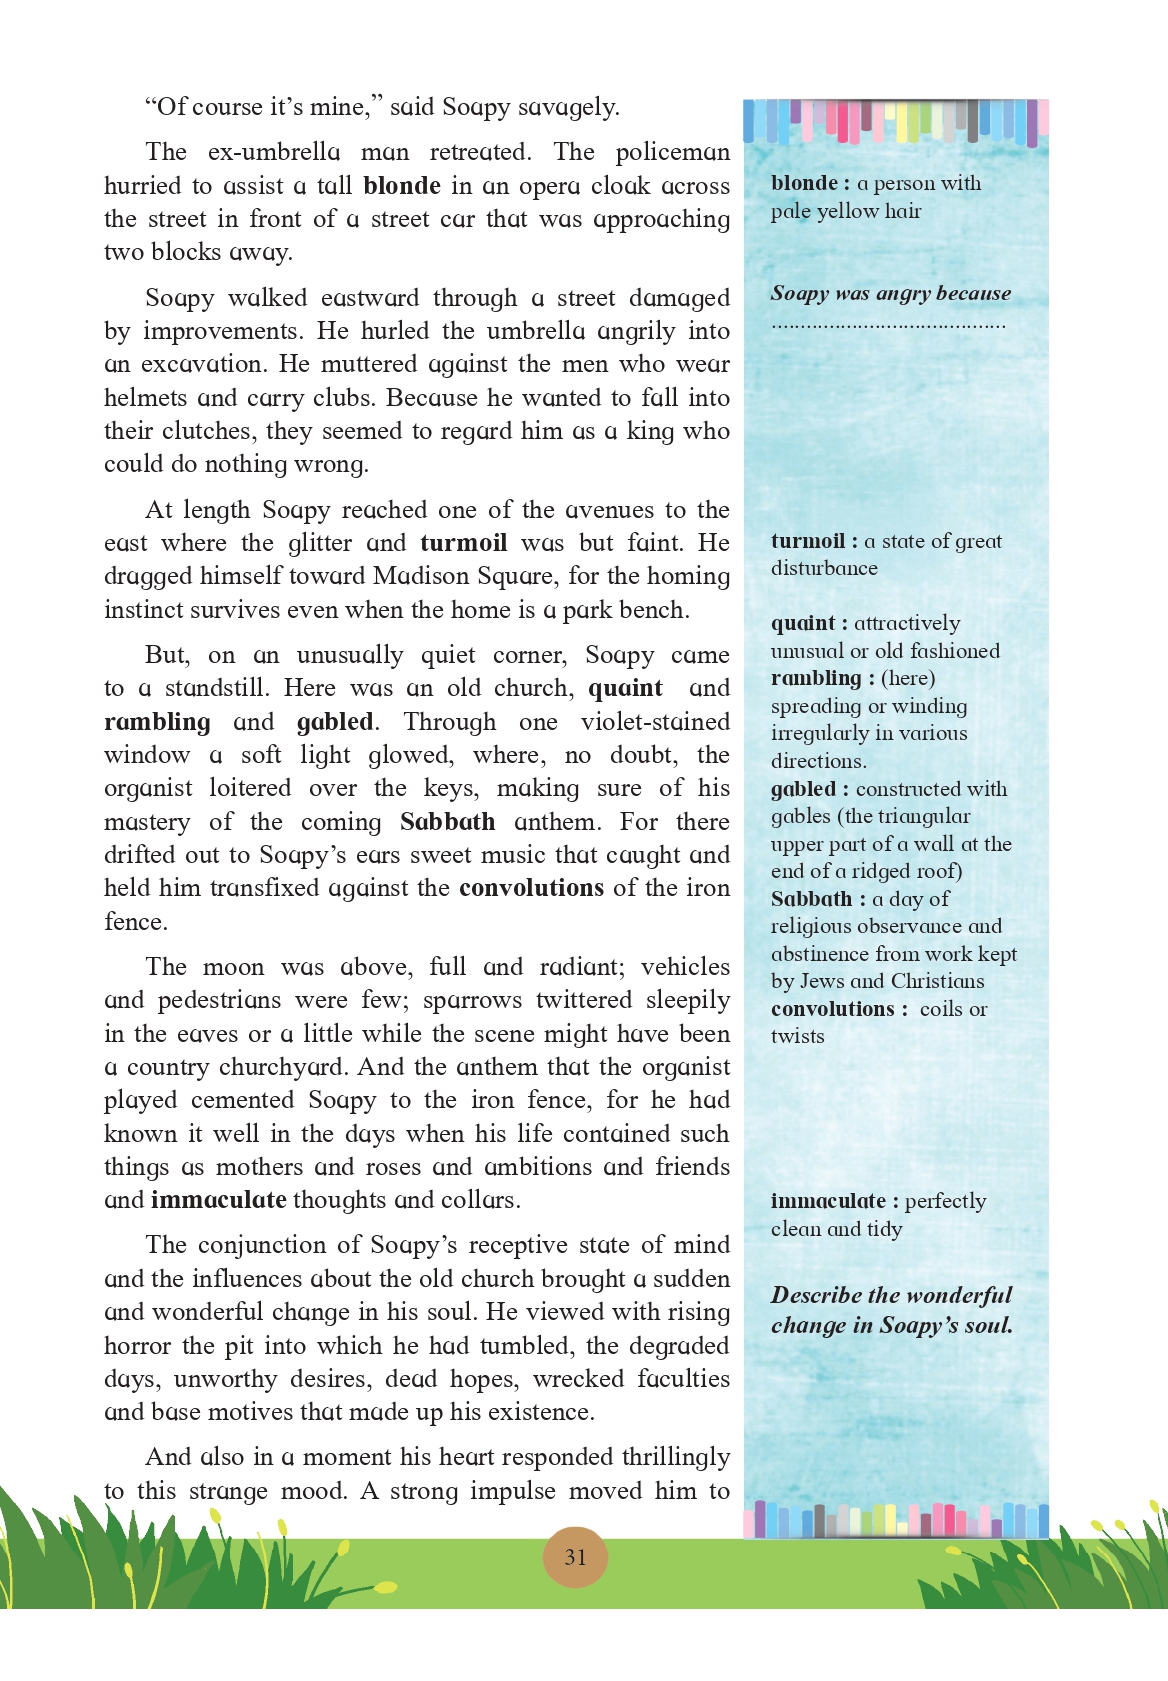 “Of course it’s mine,” said Soapy savagely.
The ex-umbrella man retreated. The policeman
hurried to assist a tall blonde in an opera cloak across
the street in front of a street car that was approaching
two blocks away.
Soapy walked eastward through a street damaged
by improvements. He hurled the umbrella angrily into
an excavation. He muttered against the men who wear
helmets and carry clubs. Because he wanted to fall into
their clutches, they seemed to regard him as a king who
could do nothing wrong.
At length Soapy reached one of the avenues to the
east where the glitter and turmoil was but faint. He
dragged himself toward Madison Square, for the homing
instinct survives even when the home is a park bench.
But, on an unusually quiet corner, Soapy came
to a standstill. Here was an old church, quaint and
rambling and gabled. Through one violet-stained
window a soft light glowed, where, no doubt, the
organist loitered over the keys, making sure of his
mastery of the coming Sabbath anthem. For there
drifted out to Soapy’s ears sweet music that caught and
held him transfixed against the convolutions of the iron
fence.
The moon was above, full and radiant; vehicles
and pedestrians were few; sparrows twittered sleepily
in the eaves or a little while the scene might have been
a country churchyard. And the anthem that the organist
played cemented Soapy to the iron fence, for he had
known it well in the days when his life contained such
things as mothers and roses and ambitions and friends
and immaculate thoughts and collars.
The conjunction of Soapy’s receptive state of mind
and the influences about the old church brought a sudden
and wonderful change in his soul. He viewed with rising
horror the pit into which he had tumbled, the degraded
days, unworthy desires, dead hopes, wrecked faculties
and base motives that made up his existence.
And also in a moment his heart responded thrillingly
to this strange mood. A strong impulse moved him to
blonde : a person with
pale yellow hair
Soapy was angry because
.........................................
turmoil : a state of great
disturbance
quaint : attractively
unusual or old fashioned
rambling : (here)
spreading or winding
irregularly in various
directions.
gabled : constructed with
gables (the triangular
upper part of a wall at the
end of a ridged roof)
Sabbath : a day of
religious observance and
abstinence from work kept
by Jews and Christians
convolutions : coils or
twists
immaculate : perfectly
clean and tidy
Describe the wonderful
change in Soapy’s soul.
31